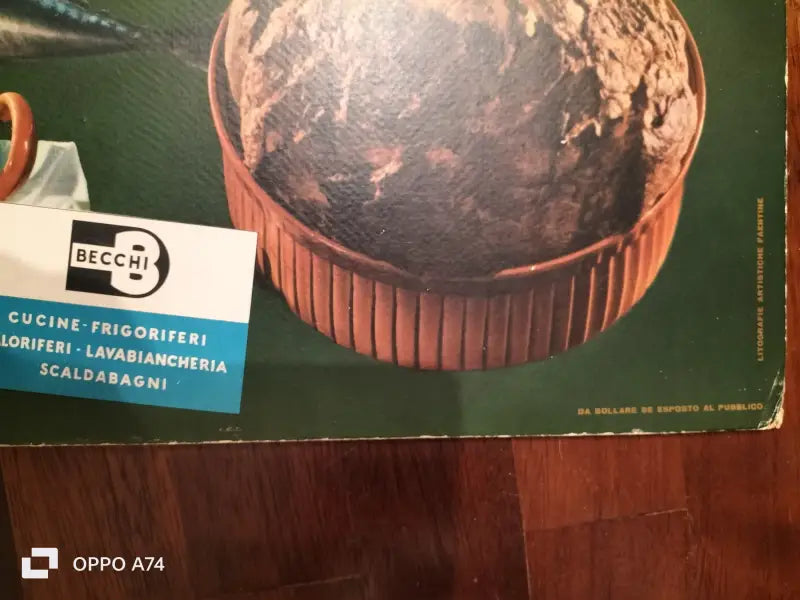 BECCHI
CUCINE - FRIGORIFERI
LORIFERI - LAVABIANCHERIA
SCALDABAGNI
LITOGRAFIE ARTISTICHE FAENTINE
DA BOLLARE SE ESPOSTO AL PUBBLICO
OPPO A74